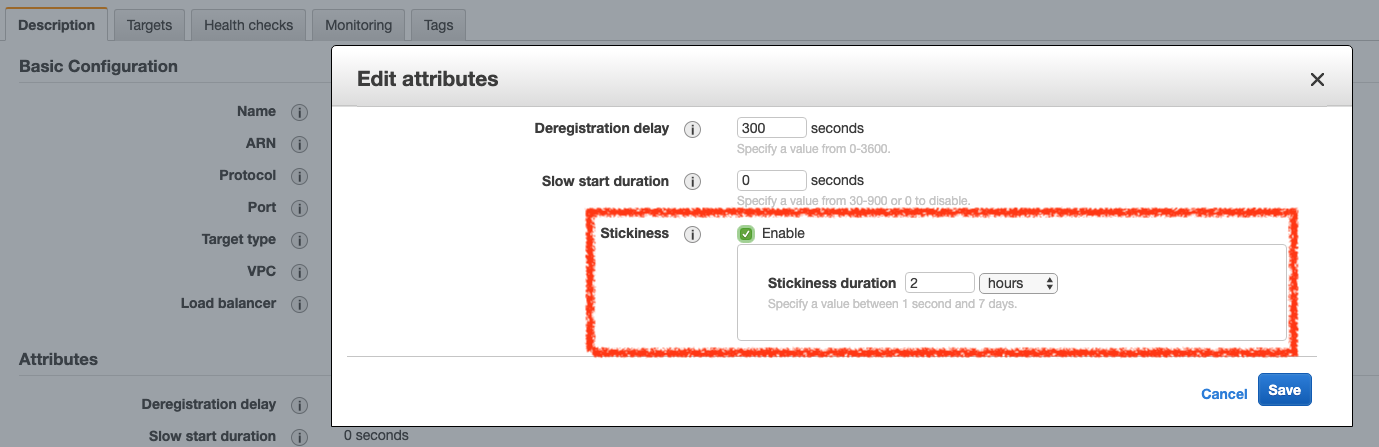 Description Targets Health checks Monitoring Tags
Basic Configuration
Name
ARN
Protocol
Port
Target type
VPC
Load balancer
Attributes
Deregistration delay
Slow start duration 0 seconds
Edit attributes
Deregistration delay 300 seconds
Specify a value from 0-3600.
Slow start duration 0 seconds
Specify a value from 30-900 or 0 to disable.
Stickiness Enable
Stickiness duration 2 hours
Specify a value between 1 second and 7 days.
Cancel Save